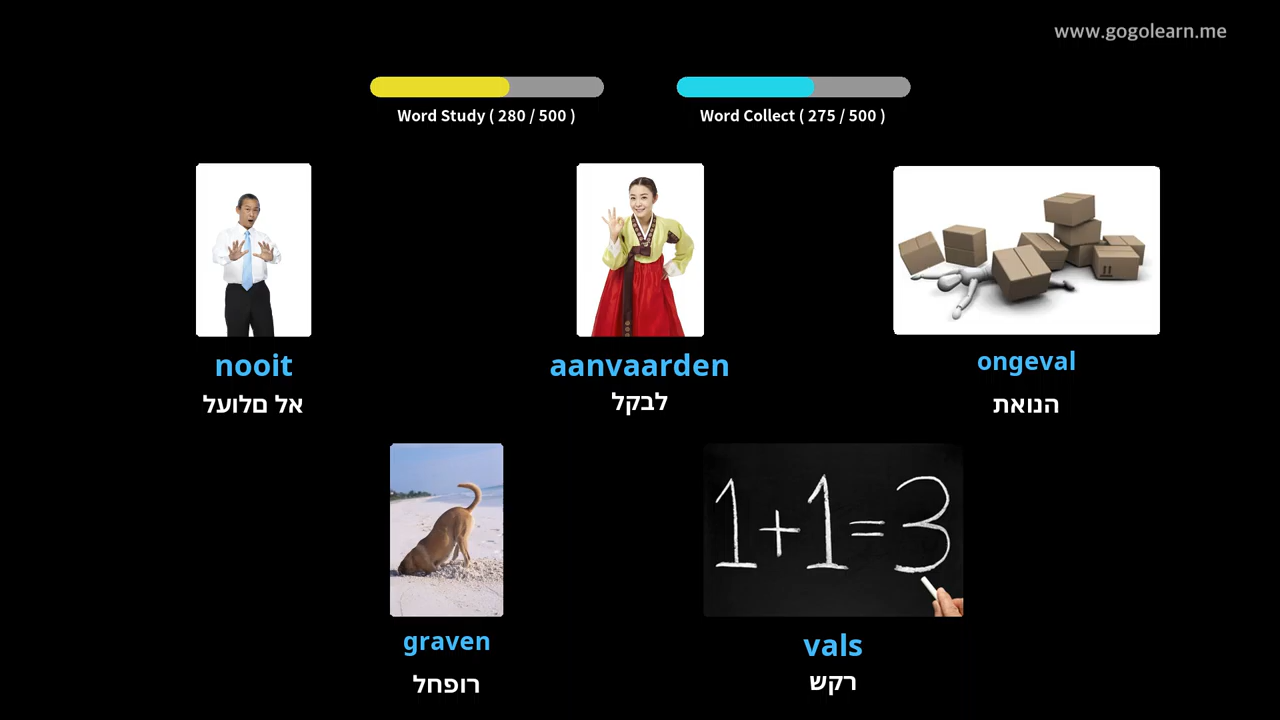 www.gogolearn.me
Word Study ( 280 / 500 )
Word Collect ( 275 / 500 )
nooit
אל םלועל
aanvaarden
לבקל
ongeval
הנואת
1+1=3
graven
רופחל
vals
רקש